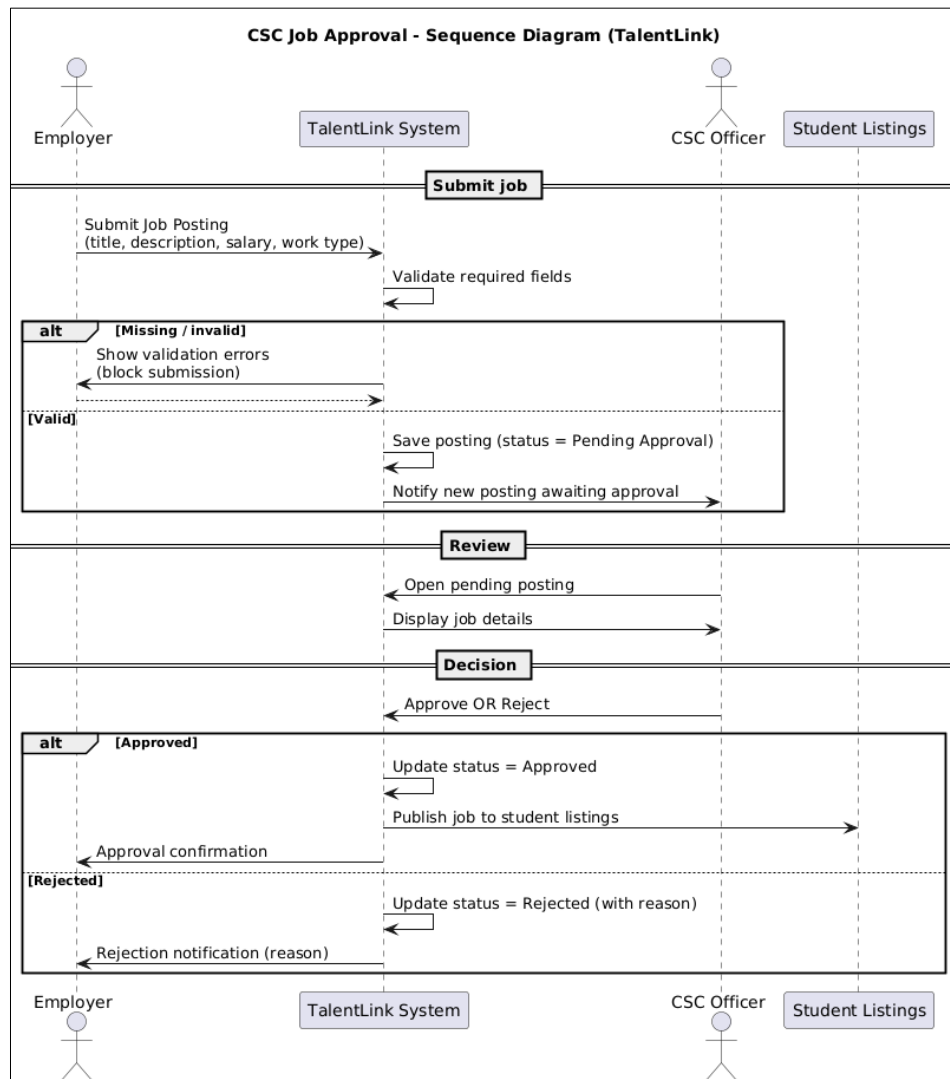 CSC Job Approval - Sequence Diagram (TalentLink)
Employer
TalentLink System
CSC Officer
Student Listings
Submit job
Submit Job Posting
(title, description, salary, work type)
Validate required fields
alt
[Missing / invalid]
Show validation errors
(block submission)
[Valid]
Save posting (status = Pending Approval)
Notify new posting awaiting approval
Review
Open pending posting
Display job details
Decision
Approve OR Reject
alt
[Approved]
Update status = Approved
Publish job to student listings
Approval confirmation
[Rejected]
Update status = Rejected (with reason)
Rejection notification (reason)
Employer
TalentLink System
CSC Officer
Student Listings